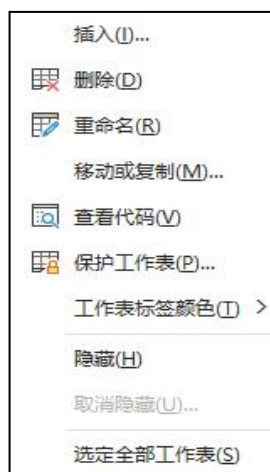 插入(I)...
删除(D)
重命名(R)
移动或复制(M)...
查看代码(V)
保护工作表(P)...
工作表标签颜色(T) >
隐藏(H)
取消隐藏(U)...
选定全部工作表(S)